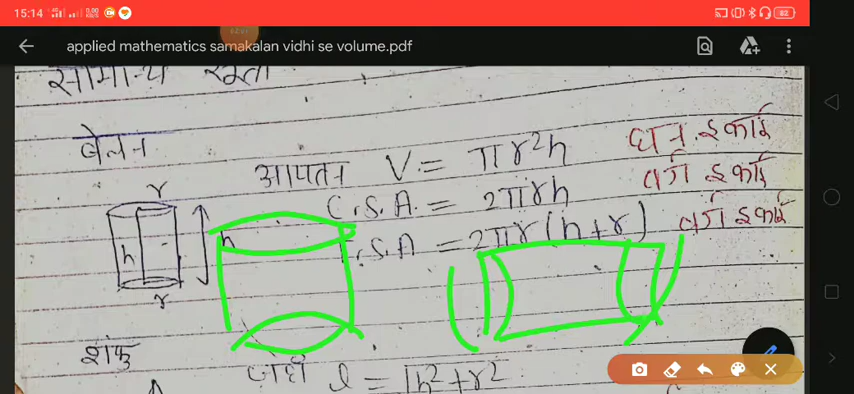 15:14 82
applied mathematics samakalan vidhi se volume.pdf
सामान्य सूत्र
बेलन
आयतन V = πr²h घन इकाई
C.S.A. = 2πrh वर्ग इकाई
T.S.A = 2πr(h+r) वर्ग इकाई
r
h h
r
शंकु
जहाँ l = √h²+r²